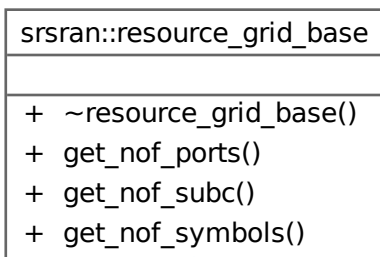 srsran::resource_grid_base
+ ~resource_grid_base()
+ get_nof_ports()
+ get_nof_subc()
+ get_nof_symbols()